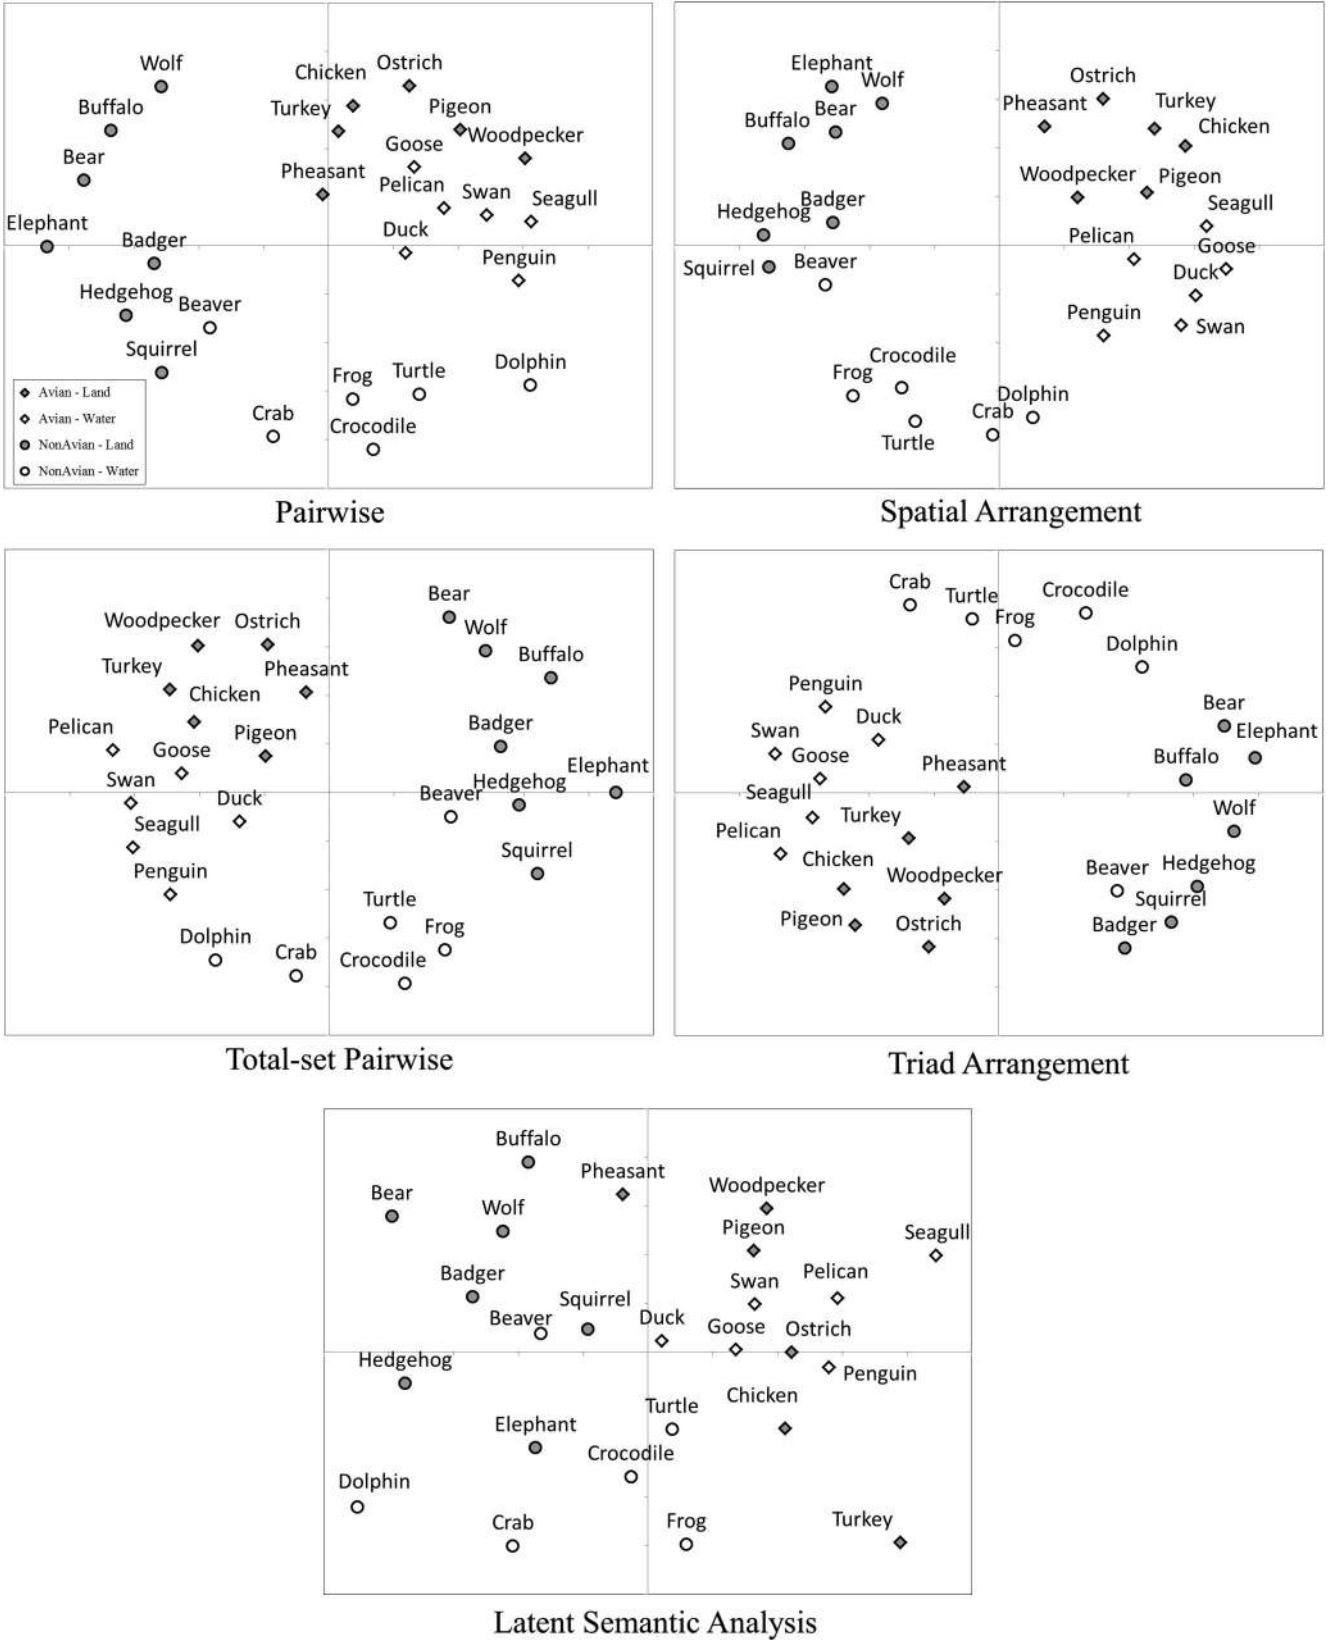 Wolf
Chicken
Ostrich
Buffalo
Turkey
Pigeon
Woodpecker
Goose
Bear
Pheasant
Pelican
Swan
Seagull
Elephant
Badger
Duck
Penguin
Hedgehog
Beaver
Squirrel
Frog
Turtle
Dolphin
Crab
Crocodile
Avian - Land
Avian - Water
NonAvian - Land
NonAvian - Water
Pairwise
Elephant
Wolf
Ostrich
Pheasant
Turkey
Buffalo
Bear
Chicken
Woodpecker
Pigeon
Hedgehog
Badger
Seagull
Pelican
Goose
Squirrel
Beaver
Duck
Penguin
Swan
Crocodile
Frog
Dolphin
Crab
Turtle
Spatial Arrangement
Bear
Woodpecker
Ostrich
Wolf
Turkey
Pheasant
Buffalo
Chicken
Pelican
Pigeon
Badger
Goose
Swan
Elephant
Duck
Beaver
Hedgehog
Seagull
Squirrel
Penguin
Turtle
Dolphin
Crab
Frog
Crocodile
Total-set Pairwise
Crab
Turtle
Frog
Crocodile
Dolphin
Penguin
Duck
Bear
Swan
Goose
Elephant
Pheasant
Buffalo
Seagull
Turkey
Wolf
Pelican
Chicken
Woodpecker
Beaver
Hedgehog
Squirrel
Pigeon
Ostrich
Badger
Triad Arrangement
Buffalo
Pheasant
Bear
Wolf
Woodpecker
Pigeon
Seagull
Badger
Swan
Pelican
Squirrel
Beaver
Duck
Goose
Ostrich
Hedgehog
Penguin
Chicken
Turtle
Elephant
Crocodile
Dolphin
Crab
Frog
Turkey
Latent Semantic Analysis